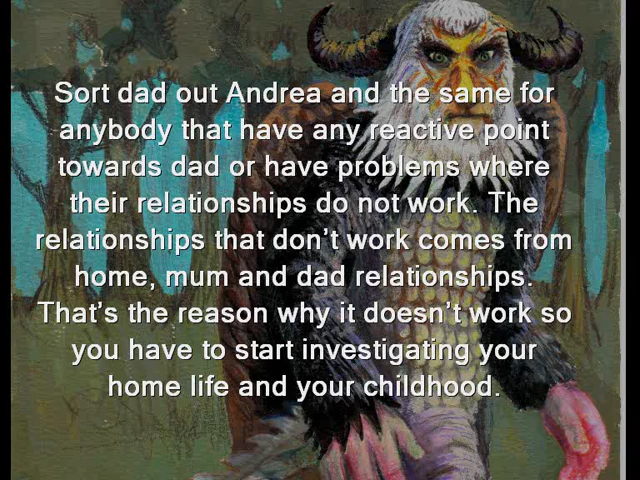 Sort dad out Andrea and the same for
anybody that have any reactive point
towards dad or have problems where
their relationships do not work. The
relationships that don’t work comes from
home, mum and dad relationships.
That’s the reason why it doesn’t work so
you have to start investigating your
home life and your childhood.